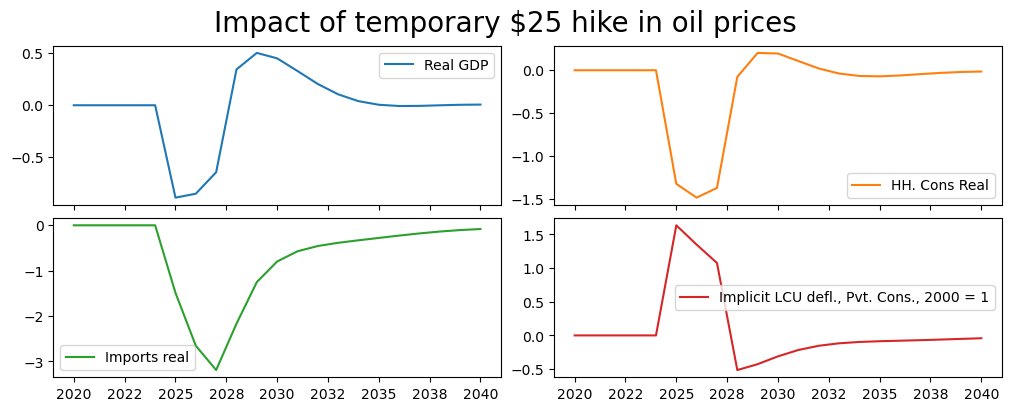 Impact of temporary $25 hike in oil prices
0.5
0.0
−0.5
Real GDP
0.0
−0.5
−1.0
−1.5
HH. Cons Real
0
−1
−2
−3
Imports real
2020 2022 2025 2028 2030 2032 2035 2038 2040
1.5
1.0
0.5
0.0
−0.5
Implicit LCU defl., Pvt. Cons., 2000 = 1
2020 2022 2025 2028 2030 2032 2035 2038 2040